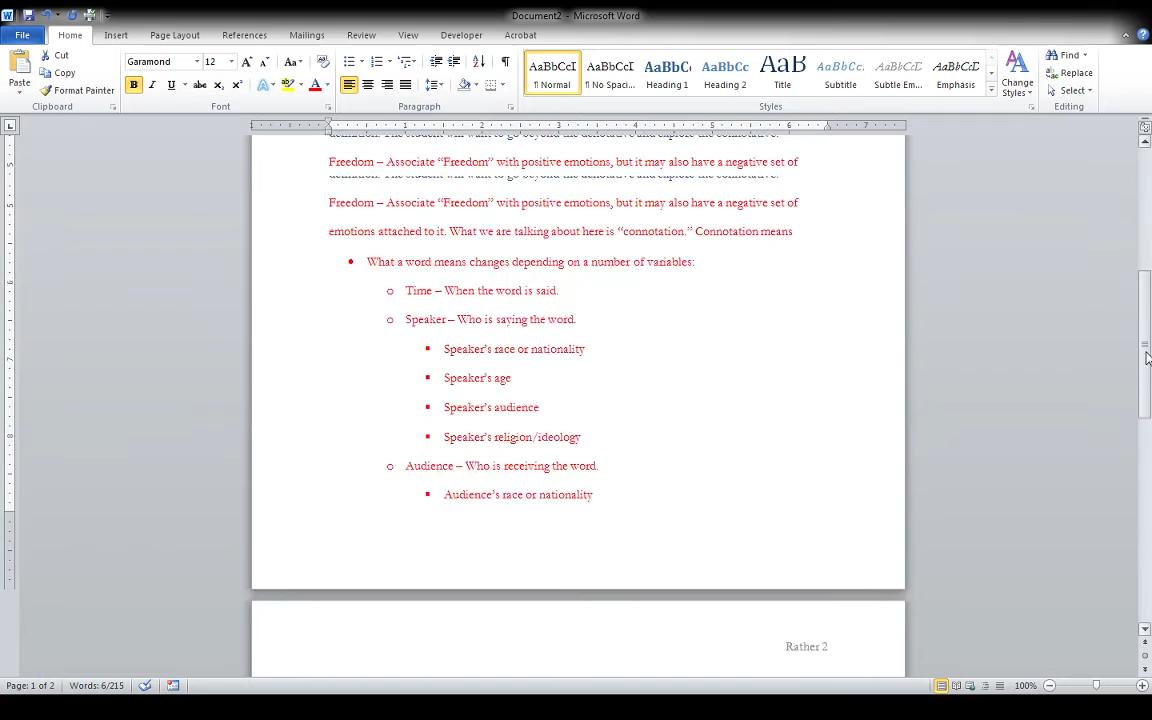 Document2 - Microsoft Word
File Home Insert Page Layout References Mailings Review View Developer Acrobat
Paste
Cut
Copy
Format Painter
Clipboard
Garamond 12
Font
Paragraph
AaBbCcI AaBbCcI AaBbC AaBbCc AaB AaBbCc. AaBbCcI AaBbCcI
¶ Normal ¶ No Spaci... Heading 1 Heading 2 Title Subtitle Subtle Em... Emphasis
Styles
Change Styles
Find
Replace
Select
Editing
1 2 3 4 5 6 7
definition. The student will want to go beyond the denotative and explore the connotative.
Freedom – Associate “Freedom” with positive emotions, but it may also have a negative set of
definition. The student will want to go beyond the denotative and explore the connotative.
Freedom – Associate “Freedom” with positive emotions, but it may also have a negative set of
emotions attached to it. What we are talking about here is “connotation.” Connotation means
• What a word means changes depending on a number of variables:
o Time – When the word is said.
o Speaker – Who is saying the word.
▪ Speaker’s race or nationality
▪ Speaker’s age
▪ Speaker’s audience
▪ Speaker’s religion/ideology
o Audience – Who is receiving the word.
▪ Audience’s race or nationality
Rather 2
Page: 1 of 2 Words: 6/215 100%